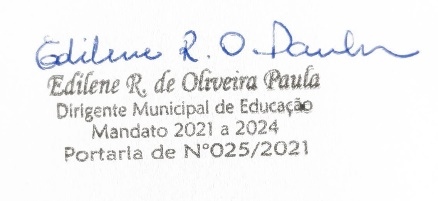 Edilene R. O. Paula
Edilene R. de Oliveira Paula
Dirigente Municipal de Educação
Mandato 2021 a 2024
Portaria de N°025/2021